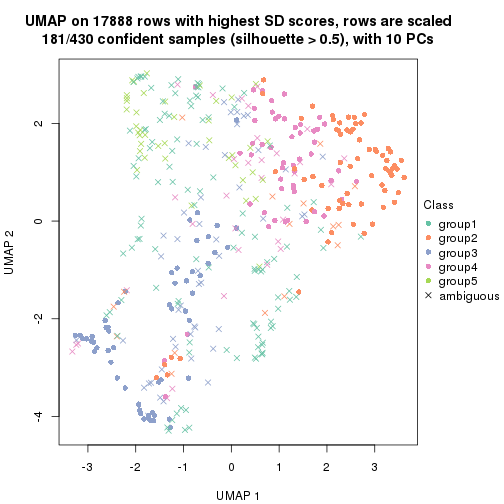 UMAP on 17888 rows with highest SD scores, rows are scaled
181/430 confident samples (silhouette > 0.5), with 10 PCs
UMAP 2
2
0
-2
-4
-3
-2
-1
0
1
2
3
UMAP 1
Class
group1
group2
group3
group4
group5
ambiguous